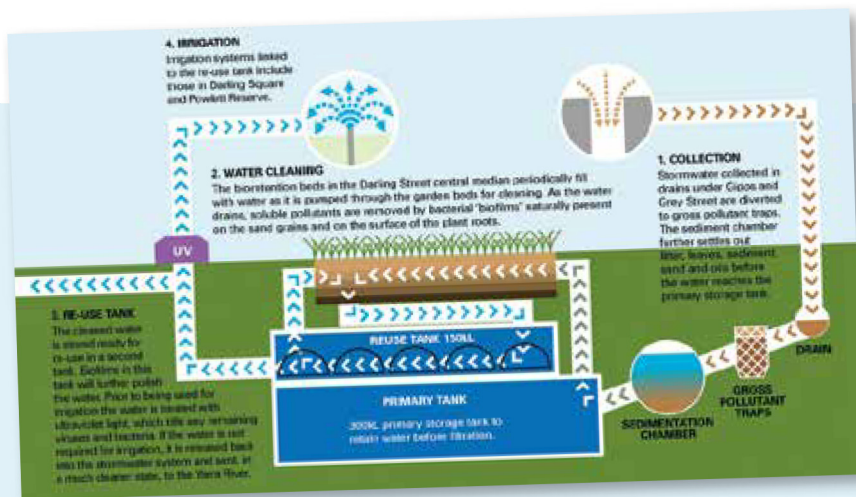 4. IRRIGATION
Irrigation systems linked
to the re-use tank include
those in Darling Square
and Powlett Reserve.
2. WATER CLEANING
The bioretention beds in the Darling Street central median periodically fill
with water as it is pumped through the garden beds for cleaning. As the water
drains, soluble pollutants are removed by bacterial 'biofilms' naturally present
on the sand grains and on the surface of the plant roots.
1. COLLECTION
Stormwater collected in
drains under Gipps and
Grey Street are diverted
to gross pollutant traps.
The sediment chamber
further settles out
litter, leaves, sediment,
sand and oils before
the water reaches the
primary storage tank.
UV
3. RE-USE TANK
The cleaned water
is stored ready for
re-use in a second
tank. Biofilms in this
tank will further polish
the water. Prior to being used for
irrigation the water is treated with
ultraviolet light, which kills any remaining
viruses and bacteria. If the water is not
required for irrigation, it is released back
into the stormwater system and sent, in
a much cleaner state, to the Yarra River.
REUSE TANK 150LL
PRIMARY TANK
300kL primary storage tank to
retain water before filtration.
SEDIMENTATION
CHAMBER
GROSS
POLLUTANT
TRAPS
DRAIN